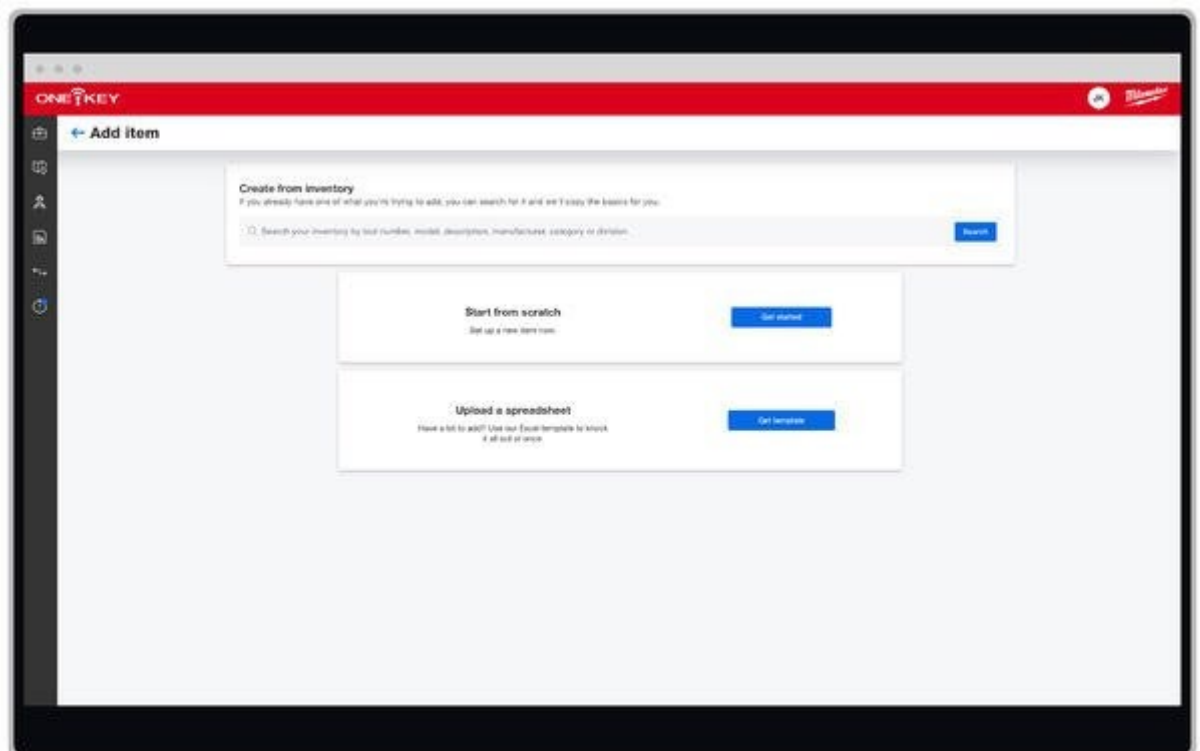 ONE KEY
JK
Milwaukee
← Add item
Create from inventory
If you already have one of what you're trying to add, you can search for it and we'll copy the basics for you.
Search your inventory by tool number, model, description, manufacturer, category or division
Search
Start from scratch
Set up a new item now.
Get started
Upload a spreadsheet
Have a lot to add? Use our Excel template to knock
it all out at once.
Get template